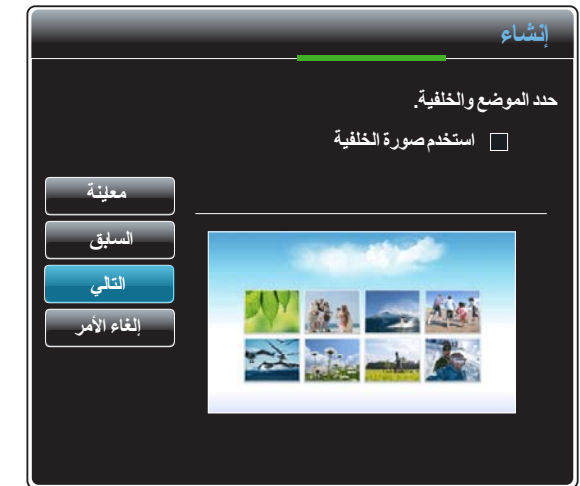 إنشاء
حدد الموضع والخلفية.
استخدم صورة الخلفية
معاينة
السابق
التالي
إلغاء الأمر